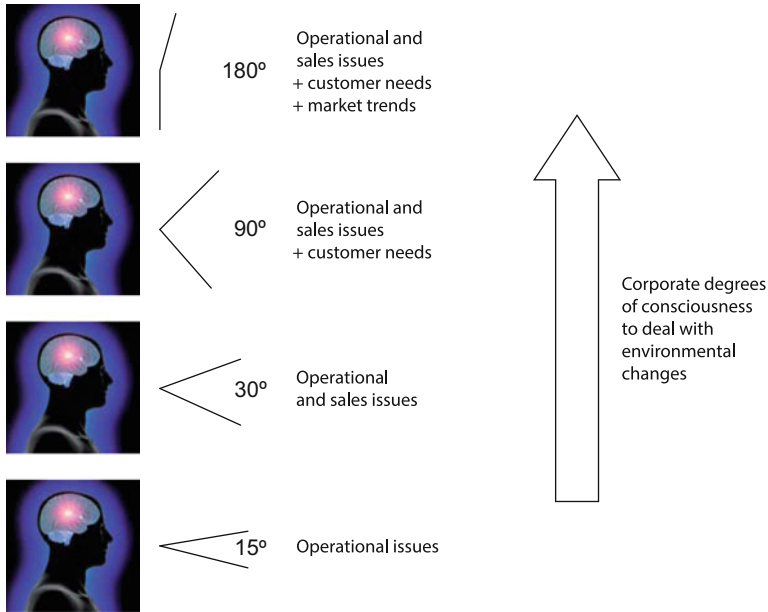 180º
Operational and
sales issues
+ customer needs
+ market trends
90º
Operational and
sales issues
+ customer needs
30º
Operational
and sales issues
15º
Operational issues
Corporate degrees
of consciousness
to deal with
environmental
changes